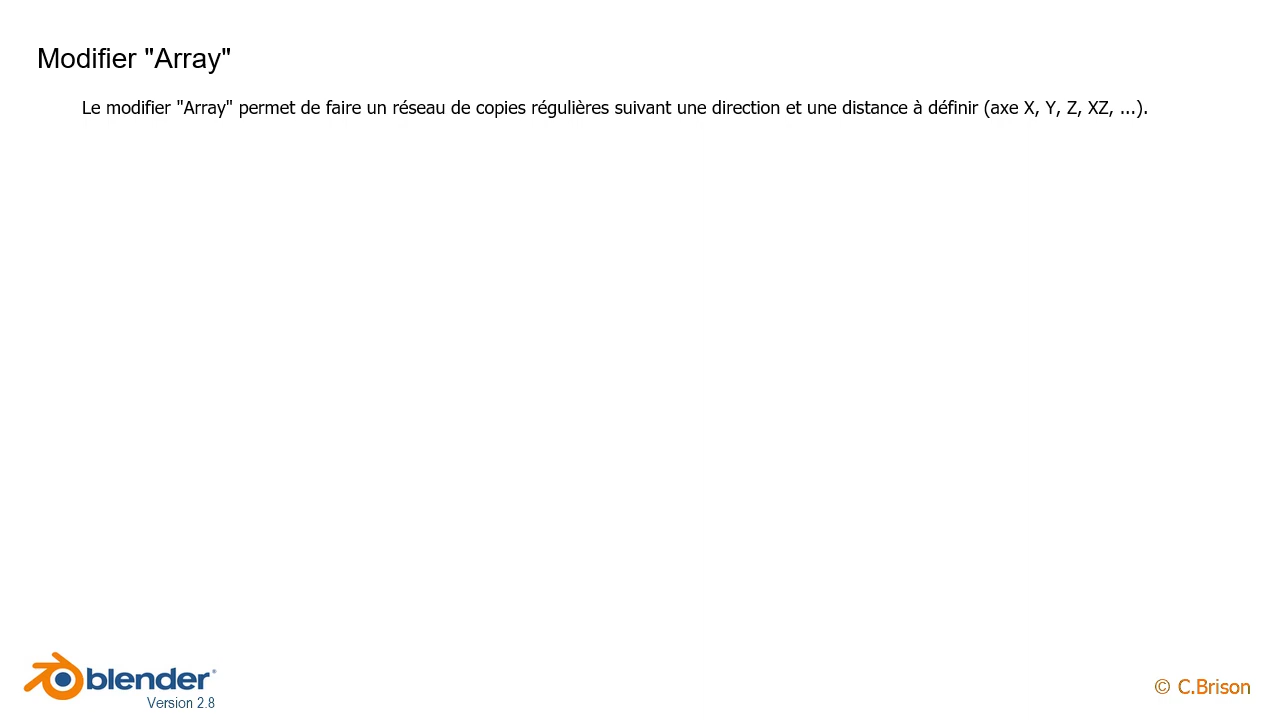 Modifier "Array"
Le modifier "Array" permet de faire un réseau de copies régulières suivant une direction et une distance à définir (axe X, Y, Z, XZ, ...).
blender®
Version 2.8
© C.Brison